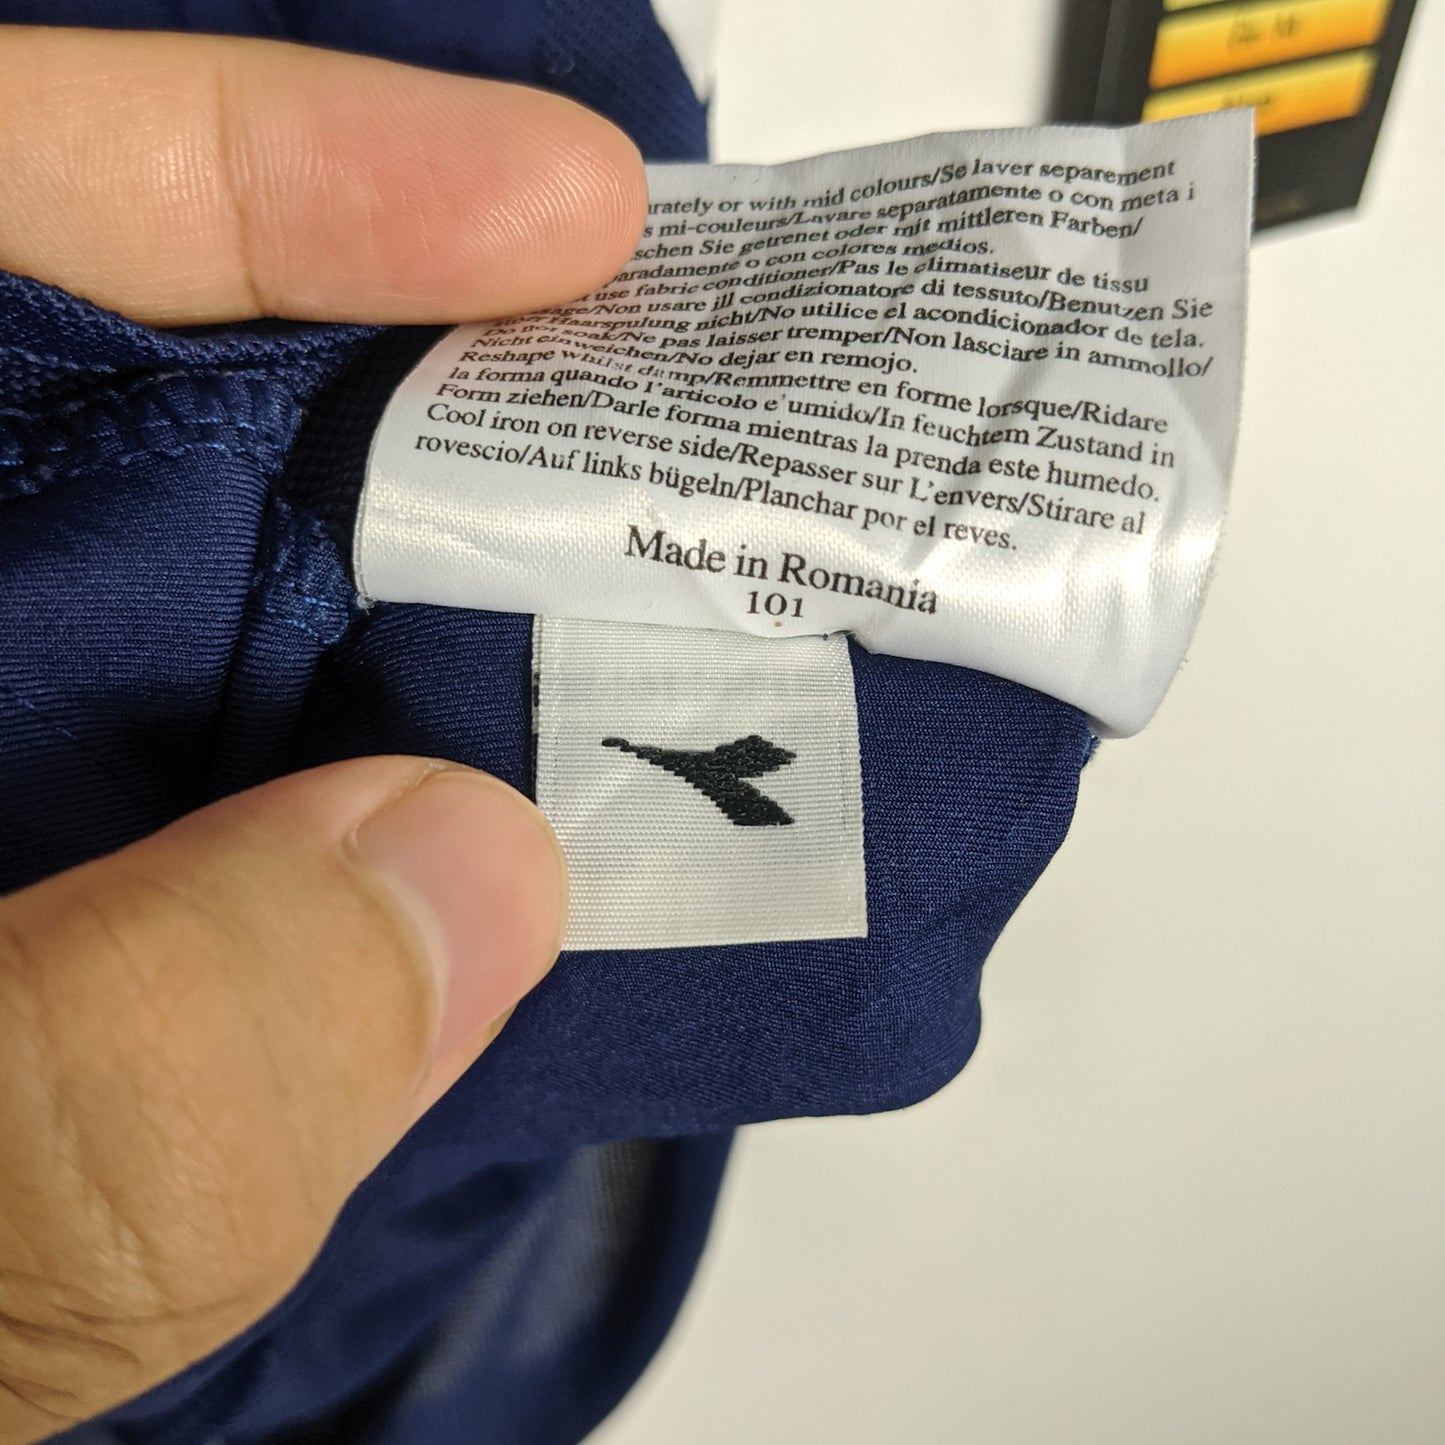 or with mid colours/Se laver separement
s mi-couleurs/Lavare separatamente o con meta i
schen Sie getrenet oder mit mittleren Farben/
aradamente o con colores medios.
use fabric conditioner/Pas le climatiseur de tissu
/Non usare ill condizionatore di tessuto/Benutzen Sie
Haarspulung nicht/No utilice el acondicionador de tela.
Do not soak/Ne pas laisser tremper/Non lasciare in ammollo/
Nicht einweichen/No dejar en remojo.
Reshape whilst damp/Remmettre en forme lorsque/Ridare
la forma quando l'articolo e'umido/In feuchtem Zustand in
Form ziehen/Darle forma mientras la prenda este humedo.
Cool iron on reverse side/Repasser sur L'envers/Stirare al
rovescio/Auf links bügeln/Planchar por el reves.
Made in Romania
101